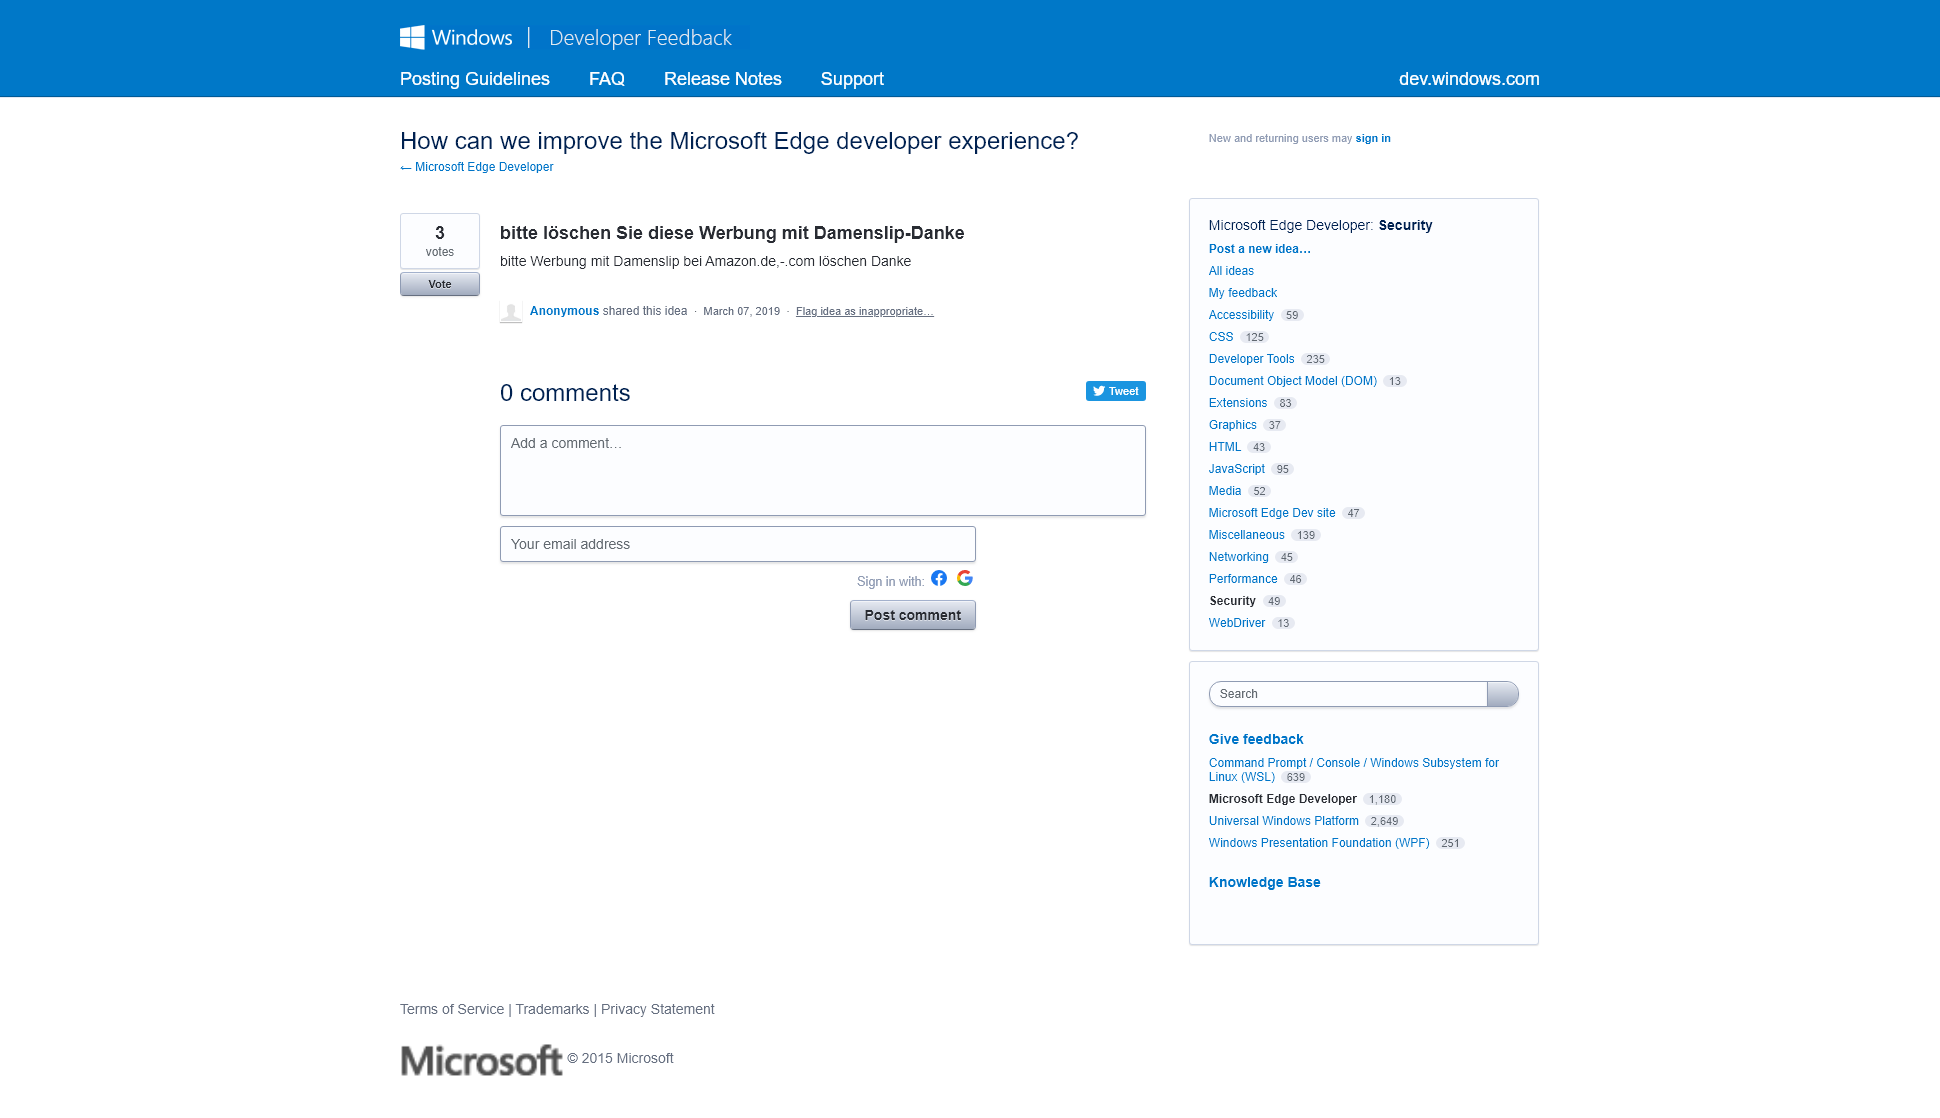 Windows | Developer Feedback
Posting Guidelines FAQ Release Notes Support dev.windows.com
How can we improve the Microsoft Edge developer experience?
← Microsoft Edge Developer
New and returning users may sign in
3
votes
Vote
bitte löschen Sie diese Werbung mit Damenslip-Danke
bitte Werbung mit Damenslip bei Amazon.de,-.com löschen Danke
Anonymous shared this idea · March 07, 2019 · Flag idea as inappropriate…
0 comments
Tweet
Add a comment…
Your email address
Sign in with:
Post comment
Microsoft Edge Developer: Security
Post a new idea…
All ideas
My feedback
Accessibility 59
CSS 125
Developer Tools 235
Document Object Model (DOM) 13
Extensions 83
Graphics 37
HTML 43
JavaScript 95
Media 52
Microsoft Edge Dev site 47
Miscellaneous 139
Networking 45
Performance 46
Security 49
WebDriver 13
Search
Give feedback
Command Prompt / Console / Windows Subsystem for
Linux (WSL) 639
Microsoft Edge Developer 1,180
Universal Windows Platform 2,649
Windows Presentation Foundation (WPF) 251
Knowledge Base
Terms of Service | Trademarks | Privacy Statement
Microsoft © 2015 Microsoft